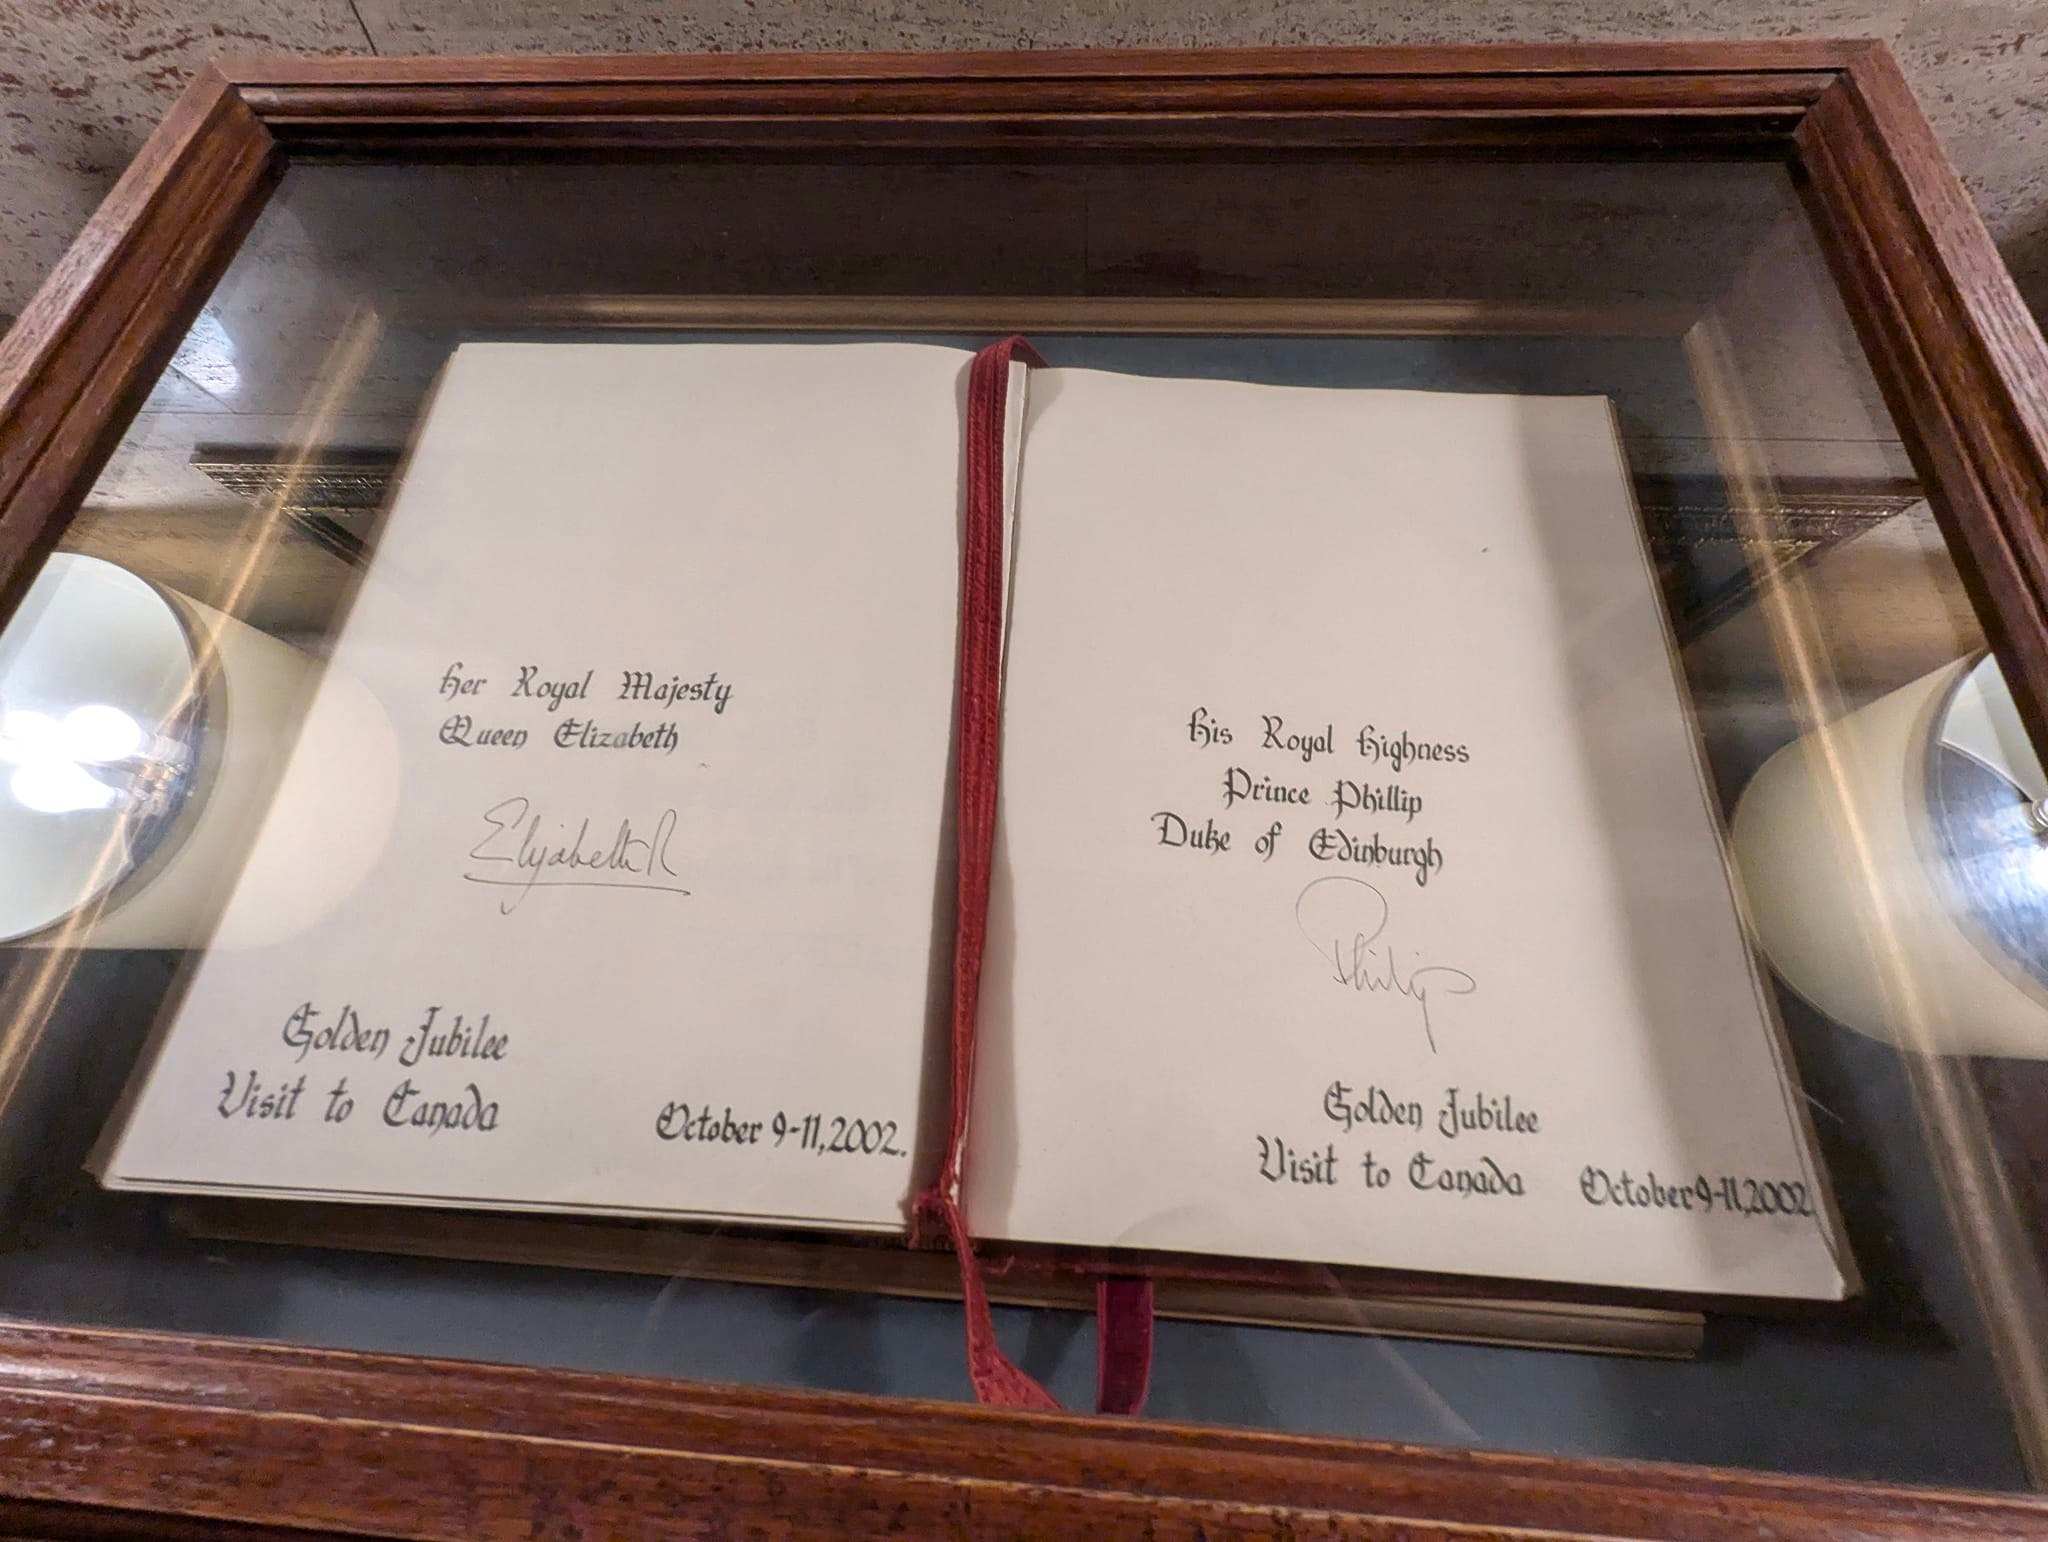 Her Royal Majesty
Queen Elizabeth
Elizabeth R
Golden Jubilee
Visit to Canada
October 9-11, 2002.
His Royal Highness
Prince Phillip
Duke of Edinburgh
Philip
Golden Jubilee
Visit to Canada
October 9-11, 2002